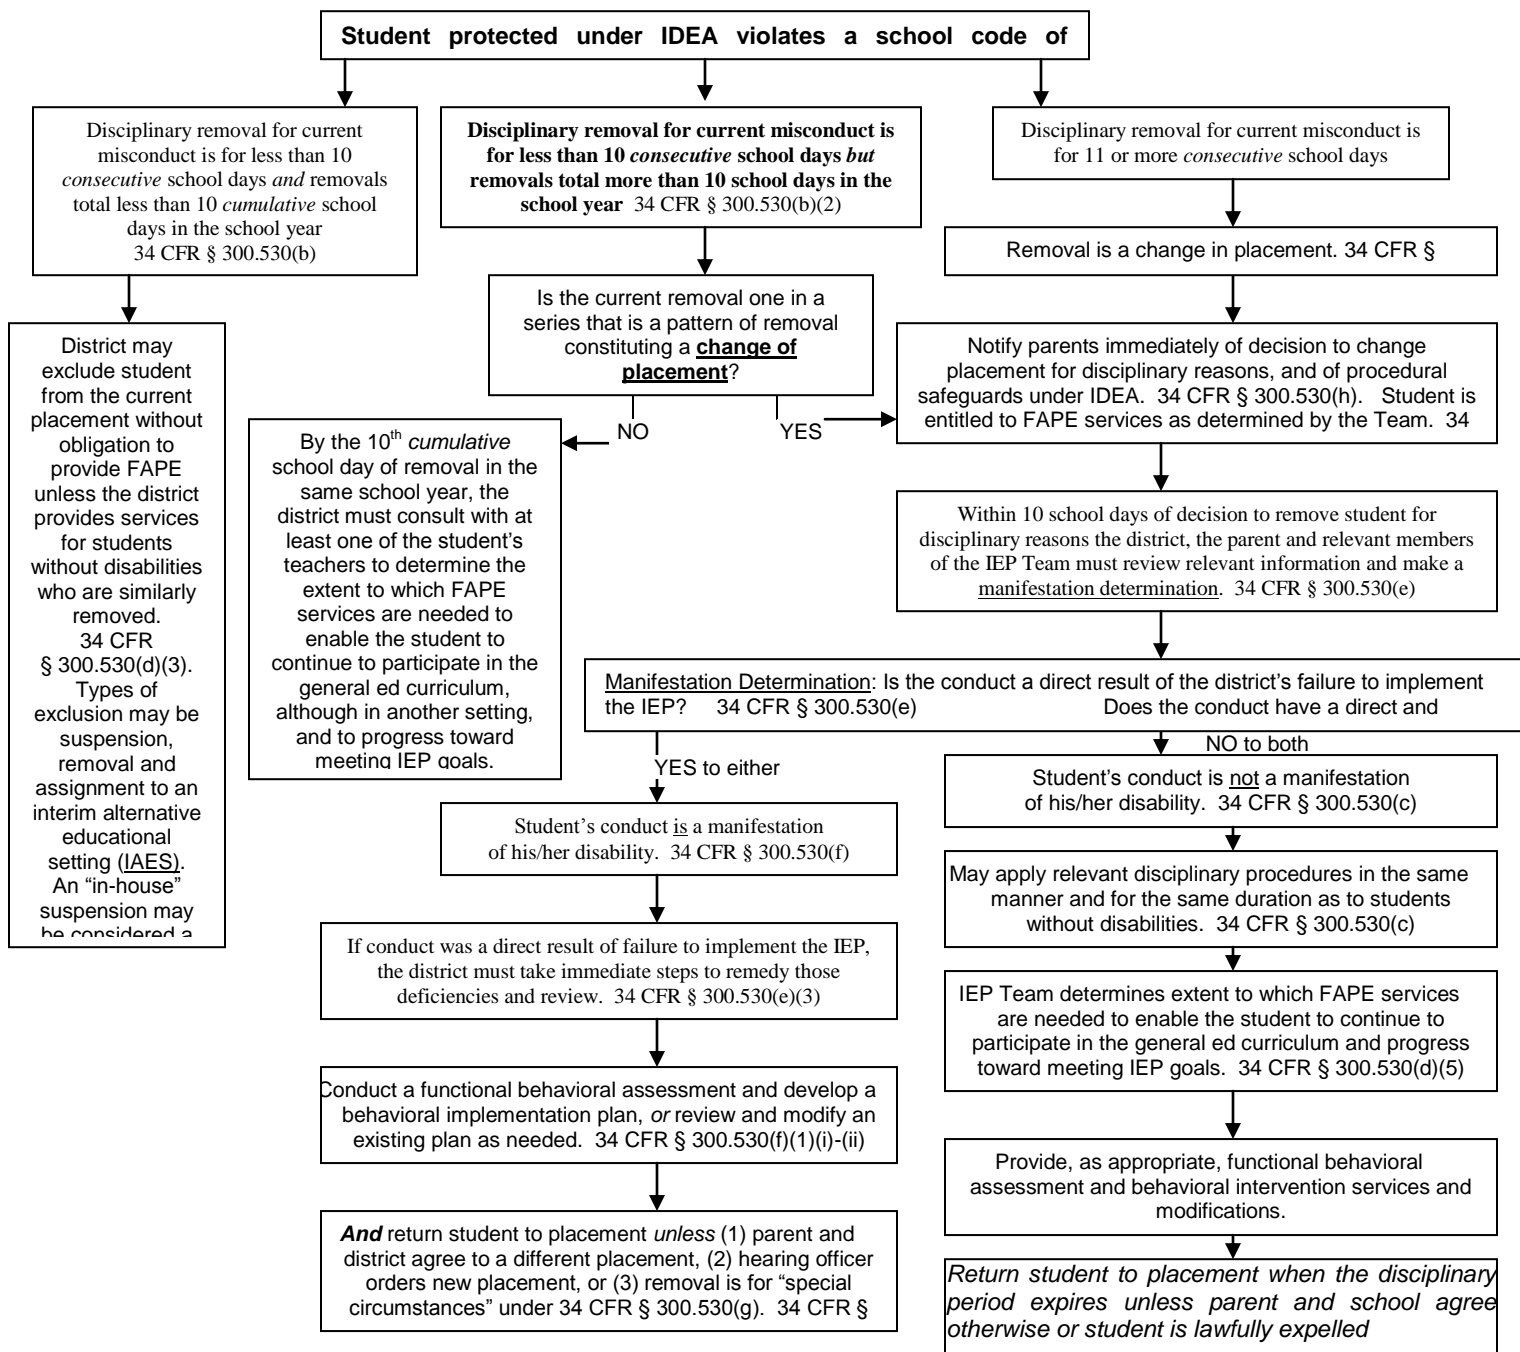 Student protected under IDEA violates a school code of
Disciplinary removal for current
misconduct is for less than 10
consecutive school days and removals
total less than 10 cumulative school
days in the school year
34 CFR § 300.530(b)
Disciplinary removal for current misconduct is
for less than 10 consecutive school days but
removals total more than 10 school days in the
school year 34 CFR § 300.530(b)(2)
Disciplinary removal for current misconduct is
for 11 or more consecutive school days
Removal is a change in placement. 34 CFR §
Is the current removal one in a
series that is a pattern of removal
constituting a change of
placement?
NO
YES
District may
exclude student
from the current
placement without
obligation to
provide FAPE
unless the district
provides services
for students
without disabilities
who are similarly
removed.
34 CFR
§ 300.530(d)(3).
Types of
exclusion may be
suspension,
removal and
assignment to an
interim alternative
educational
setting (IAES).
An “in-house”
suspension may
be considered a
By the 10th cumulative
school day of removal in the
same school year, the
district must consult with at
least one of the student’s
teachers to determine the
extent to which FAPE
services are needed to
enable the student to
continue to participate in the
general ed curriculum,
although in another setting,
and to progress toward
meeting IEP goals.
Notify parents immediately of decision to change
placement for disciplinary reasons, and of procedural
safeguards under IDEA. 34 CFR § 300.530(h). Student is
entitled to FAPE services as determined by the Team. 34
Within 10 school days of decision to remove student for
disciplinary reasons the district, the parent and relevant members
of the IEP Team must review relevant information and make a
manifestation determination. 34 CFR § 300.530(e)
Manifestation Determination: Is the conduct a direct result of the district’s failure to implement
the IEP? 34 CFR § 300.530(e) Does the conduct have a direct and
YES to either
NO to both
Student’s conduct is a manifestation
of his/her disability. 34 CFR § 300.530(f)
If conduct was a direct result of failure to implement the IEP,
the district must take immediate steps to remedy those
deficiencies and review. 34 CFR § 300.530(e)(3)
Conduct a functional behavioral assessment and develop a
behavioral implementation plan, or review and modify an
existing plan as needed. 34 CFR § 300.530(f)(1)(i)-(ii)
And return student to placement unless (1) parent and
district agree to a different placement, (2) hearing officer
orders new placement, or (3) removal is for “special
circumstances” under 34 CFR § 300.530(g). 34 CFR §
Student’s conduct is not a manifestation
of his/her disability. 34 CFR § 300.530(c)
May apply relevant disciplinary procedures in the same
manner and for the same duration as to students
without disabilities. 34 CFR § 300.530(c)
IEP Team determines extent to which FAPE services
are needed to enable the student to continue to
participate in the general ed curriculum and progress
toward meeting IEP goals. 34 CFR § 300.530(d)(5)
Provide, as appropriate, functional behavioral
assessment and behavioral intervention services and
modifications.
Return student to placement when the disciplinary
period expires unless parent and school agree
otherwise or student is lawfully expelled